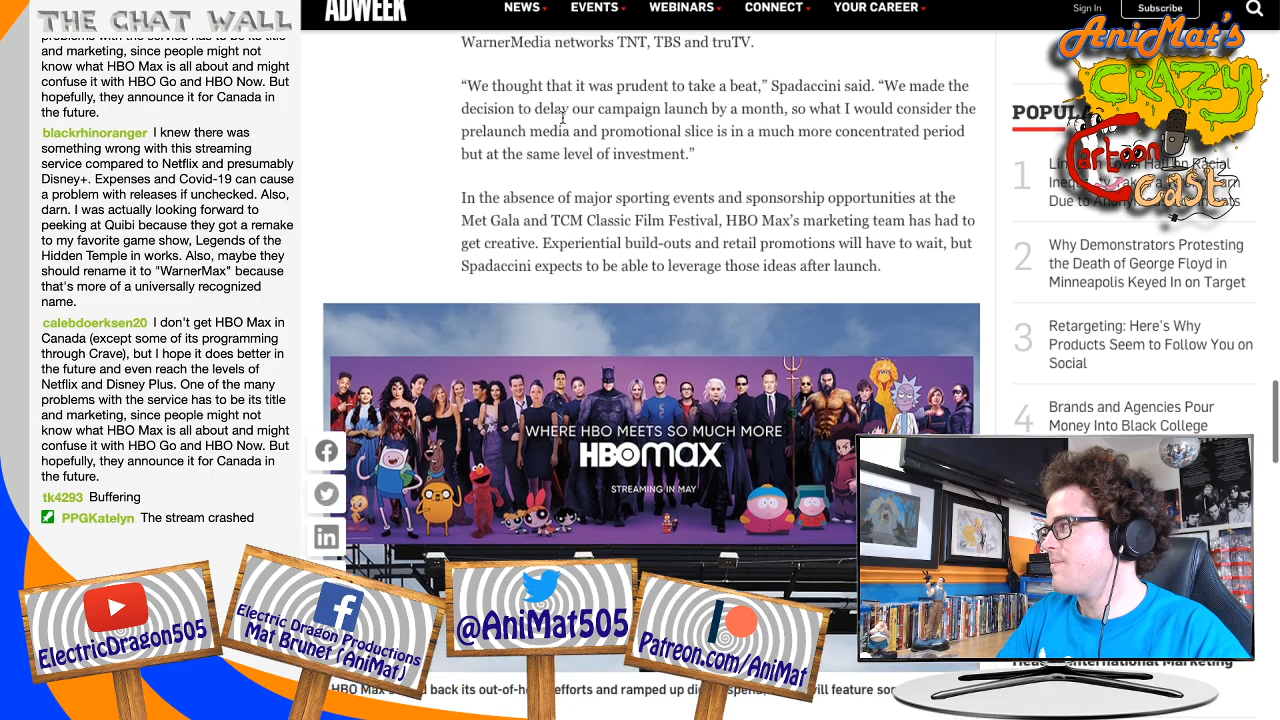 THE CHAT WALL
problems with the service has to be its title
and marketing, since people might not
know what HBO Max is all about and might
confuse it with HBO Go and HBO Now. But
hopefully, they announce it for Canada in
the future.
blackrhinoranger I knew there was
something wrong with this streaming
service compared to Netflix and presumably
Disney+. Expenses and Covid-19 can cause
a problem with releases if unchecked. Also,
darn. I was actually looking forward to
peeking at Quibi because they got a remake
to my favorite game show, Legends of the
Hidden Temple in works. Also, maybe they
should rename it to "WarnerMax" because
that's more of a universally recognized
name.
calebdoerksen20 I don't get HBO Max in
Canada (except some of its programming
through Crave), but I hope it does better in
the future and even reach the levels of
Netflix and Disney Plus. One of the many
problems with the service has to be its title
and marketing, since people might not
know what HBO Max is all about and might
confuse it with HBO Go and HBO Now. But
hopefully, they announce it for Canada in
the future.
tk4293 Buffering
PPGKatelyn The stream crashed
ADWEEK
NEWS
EVENTS
WEBINARS
CONNECT
YOUR CAREER
Sign In
Subscribe
WarnerMedia networks TNT, TBS and truTV.
“We thought that it was prudent to take a beat,” Spadaccini said. “We made the
decision to delay our campaign launch by a month, so what I would consider the
prelaunch media and promotional slice is in a much more concentrated period
but at the same level of investment.”
In the absence of major sporting events and sponsorship opportunities at the
Met Gala and TCM Classic Film Festival, HBO Max’s marketing team has had to
get creative. Experiential build-outs and retail promotions will have to wait, but
Spadaccini expects to be able to leverage those ideas after launch.
WHERE HBO MEETS SO MUCH MORE
HBOmax
STREAMING IN MAY
HBO Max back its out-of-h efforts and ramped up di
AniMat's
CRAZY
Cartoon
Cast
1
Racial
Due to
2
Why Demonstrators Protesting
the Death of George Floyd in
Minneapolis Keyed In on Target
3
Retargeting: Here's Why
Products Seem to Follow You on
Social
4
Brands and Agencies Pour
Money Into Black College
International Marketing
ElectricDragon505
Electric Dragon Productions
Mat Brunet (AniMat)
@AniMat505
Patreon.com/AniMat